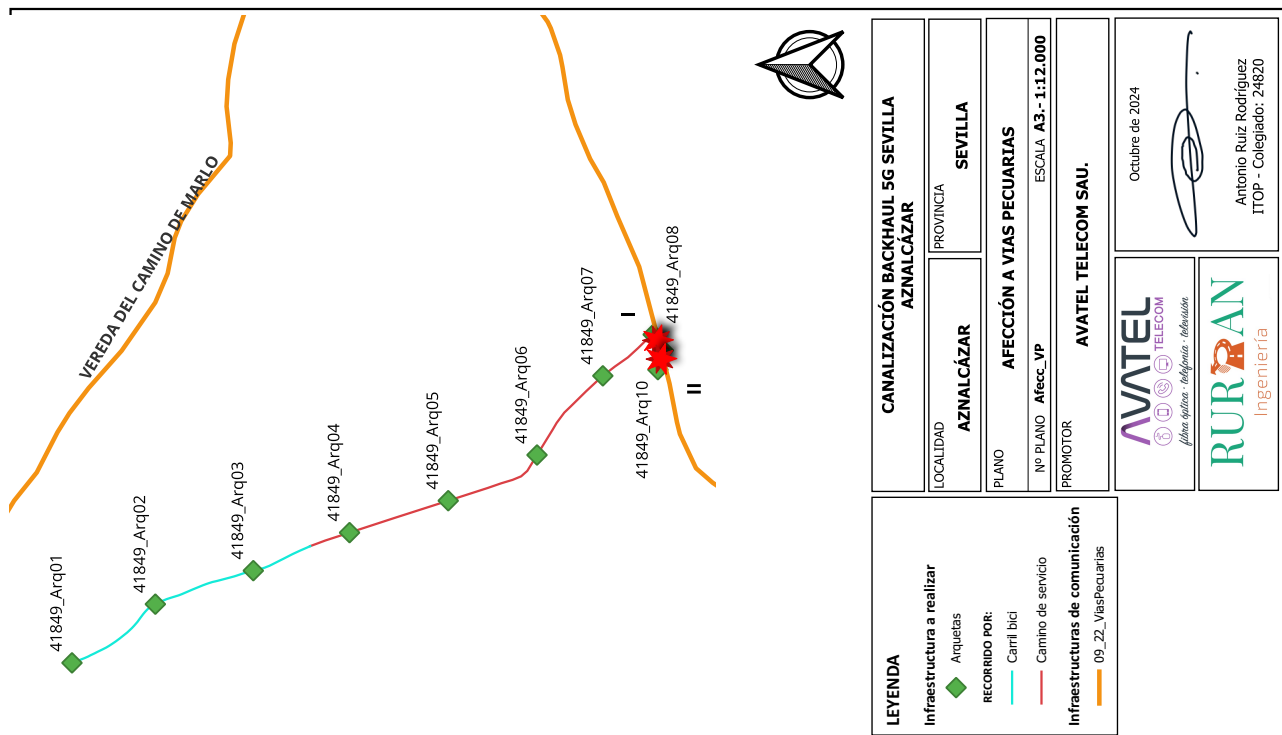 VEREDA DEL CAMINO DE MARLO
41849_Arq01
41849_Arq02
41849_Arq03
41849_Arq04
41849_Arq05
41849_Arq06
41849_Arq07
41849_Arq08
41849_Arq10
I
II
CANALIZACIÓN BACKHAUL 5G SEVILLA
AZNALCÁZAR
LOCALIDAD
AZNALCÁZAR
PROVINCIA
SEVILLA
PLANO
AFECCIÓN A VIAS PECUARIAS
Nº PLANO Afecc_VP
ESCALA A3.- 1:12.000
PROMOTOR
AVATEL TELECOM SAU.
AVATEL
TELECOM
fibra óptica · telefonía · televisión
RURAN
Ingeniería
Octubre de 2024
Antonio Ruiz Rodríguez
ITOP - Colegiado: 24820
LEYENDA
Infraestructura a realizar
Arquetas
RECORRIDO POR:
Carril bici
Camino de servicio
Infraestructuras de comunicación
09_22_ViasPecuarias